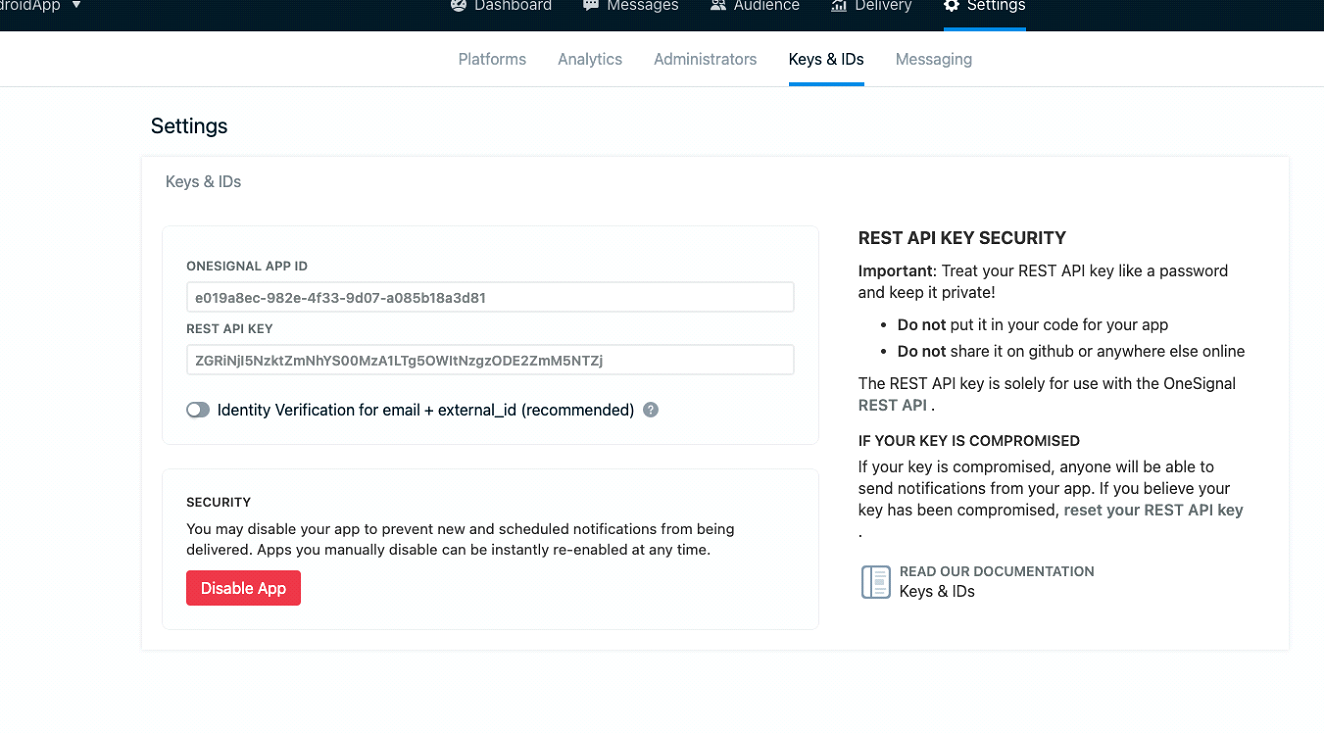 droidApp
Dashboard
Messages
Audience
Delivery
Settings
Platforms
Analytics
Administrators
Keys & IDs
Messaging
Settings
Keys & IDs
ONESIGNAL APP ID
e019a8ec-982e-4f33-9d07-a085b18a3d81
REST API KEY
ZGRiNjI5NzktZmNhYS00MzA1LTg5OWItNzgzODE2ZmM5NTZj
Identity Verification for email + external_id (recommended) ?
SECURITY
You may disable your app to prevent new and scheduled notifications from being
delivered. Apps you manually disable can be instantly re-enabled at any time.
Disable App
REST API KEY SECURITY
Important: Treat your REST API key like a password
and keep it private!
• Do not put it in your code for your app
• Do not share it on github or anywhere else online
The REST API key is solely for use with the OneSignal
REST API .
IF YOUR KEY IS COMPROMISED
If your key is compromised, anyone will be able to
send notifications from your app. If you believe your
key has been compromised, reset your REST API key
.
READ OUR DOCUMENTATION
Keys & IDs